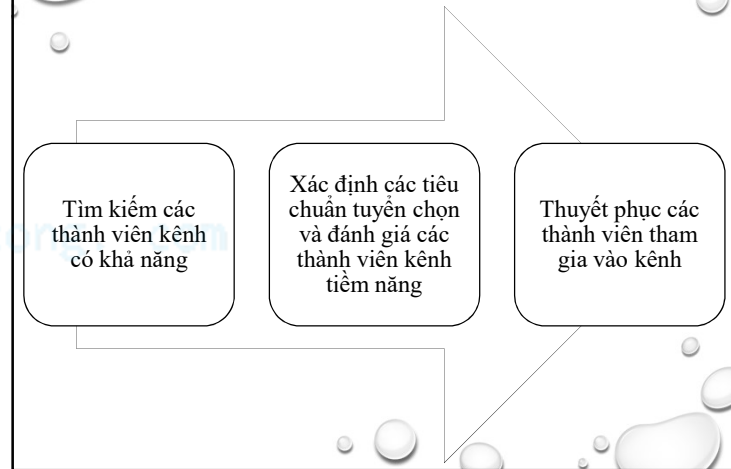 Tìm kiếm các
thành viên kênh
có khả năng
Xác định các tiêu
chuẩn tuyển chọn
và đánh giá các
thành viên kênh
tiềm năng
Thuyết phục các
thành viên tham
gia vào kênh